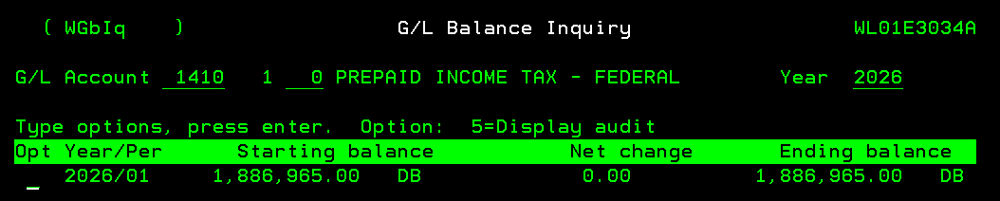 ( WGbIq    )    G/L Balance Inquiry    WL01E3034A
G/L Account 1410 1 0 PREPAID INCOME TAX - FEDERAL Year 2026
Type options, press enter. Option: 5=Display audit
Opt Year/Per Starting balance Net change Ending balance
2026/01 1,886,965.00 DB 0.00 1,886,965.00 DB